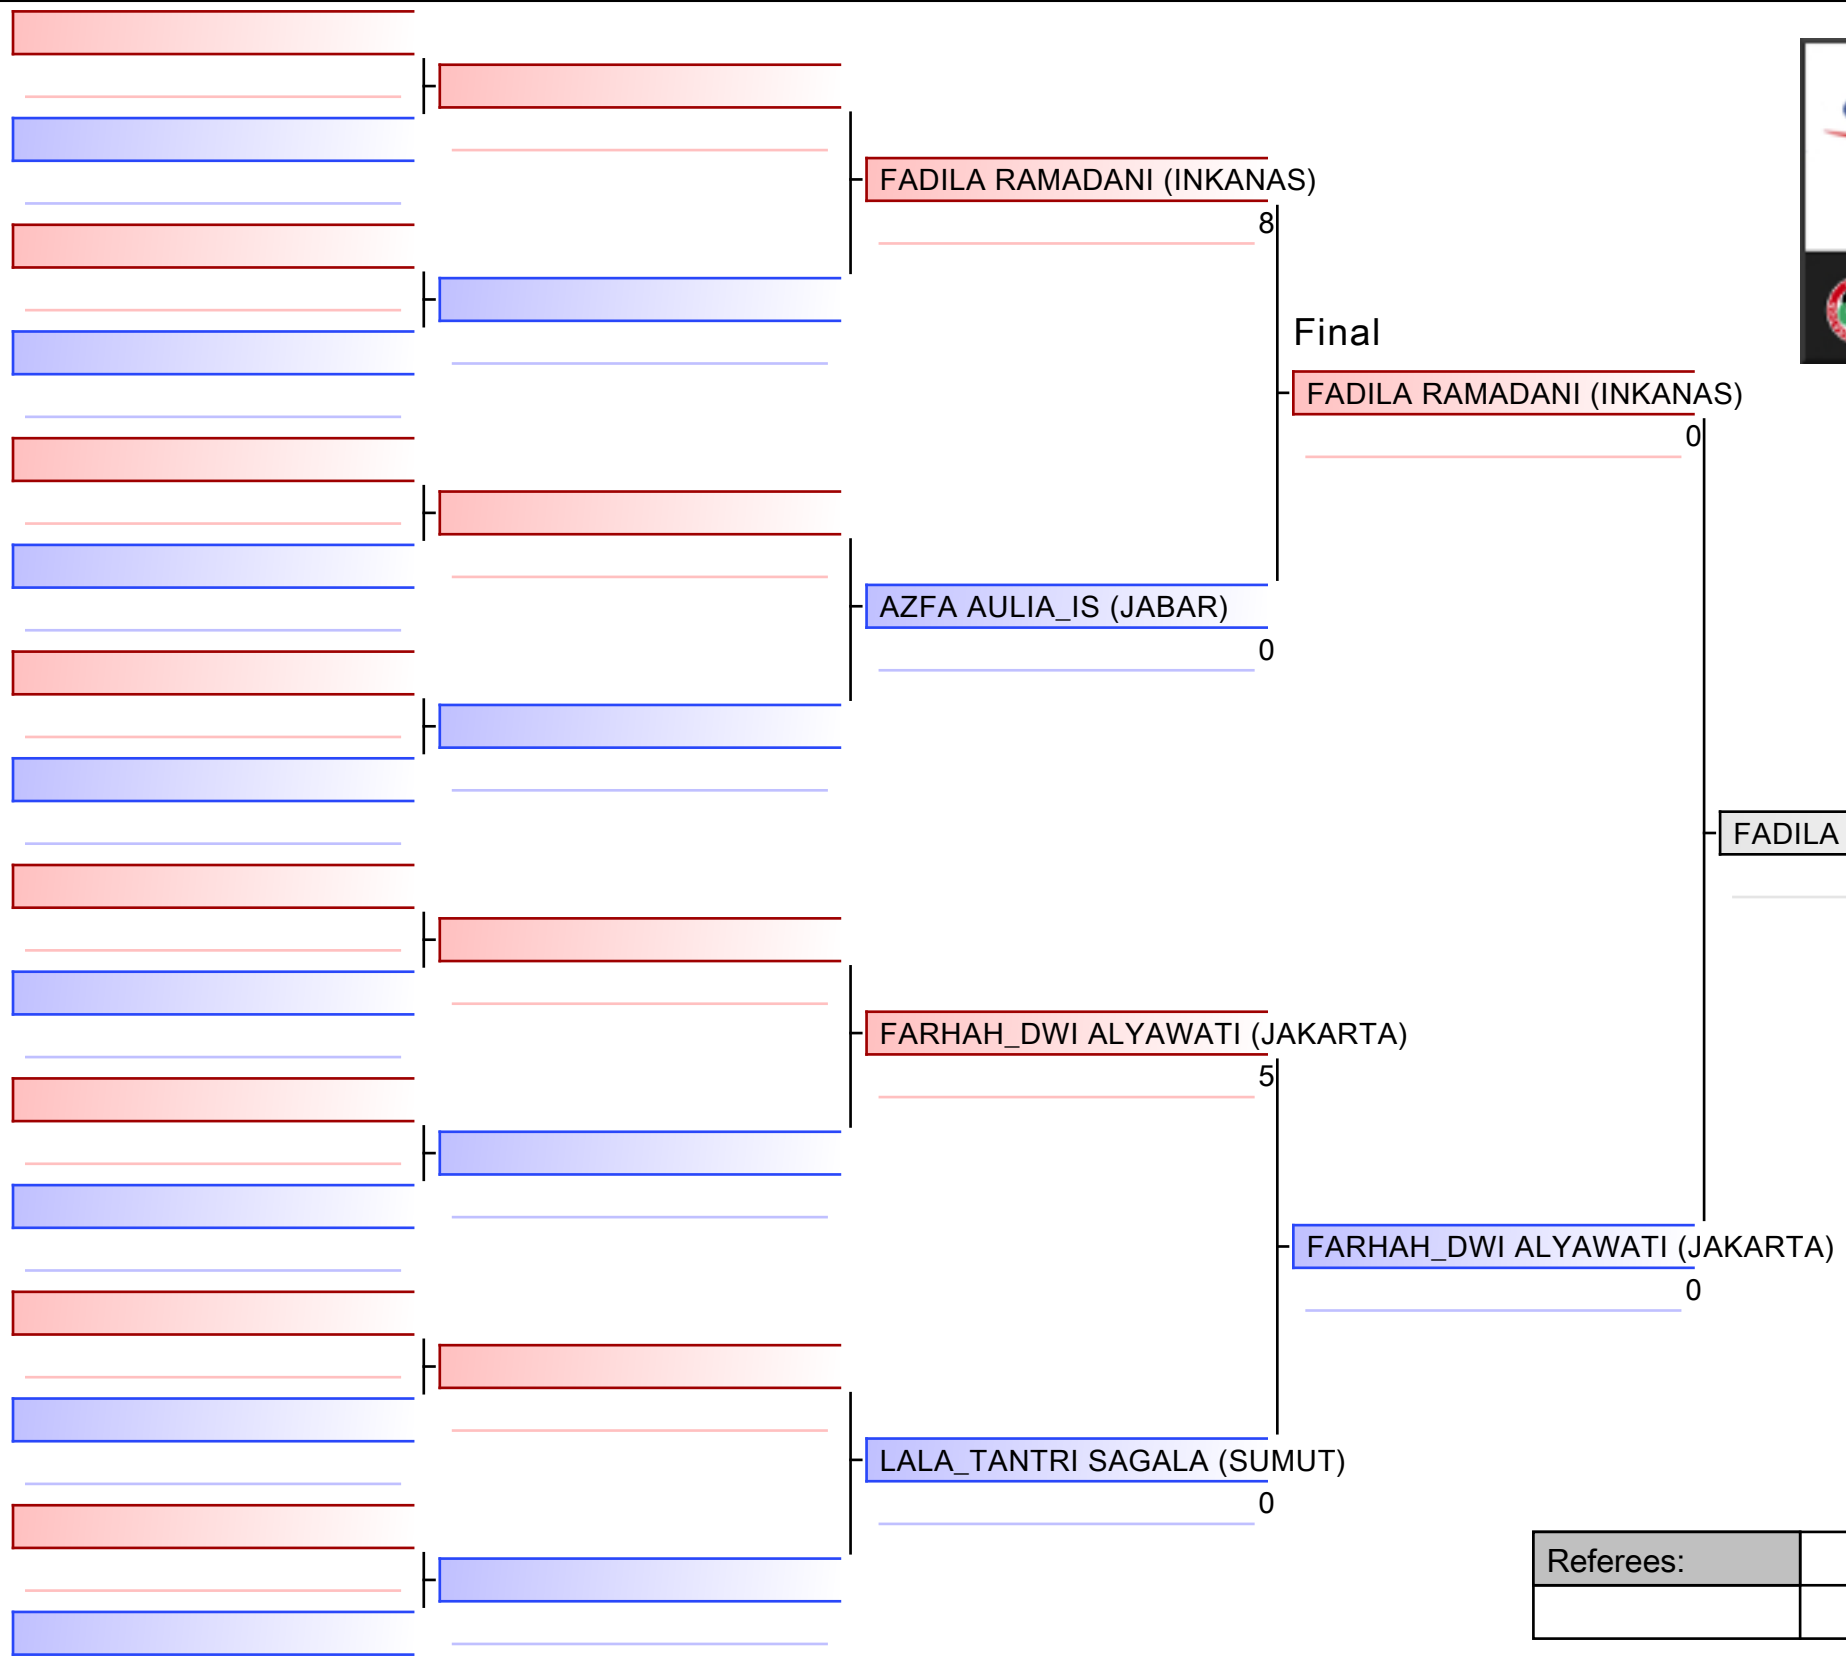 FADILA RAMADANI (INKANAS)
8
Final
FADILA RAMADANI (INKANAS)
0
AZFA AULIA_IS (JABAR)
0
FADILA
FARHAH_DWI ALYAWATI (JAKARTA)
5
FARHAH_DWI ALYAWATI (JAKARTA)
0
LALA_TANTRI SAGALA (SUMUT)
0
Referees: